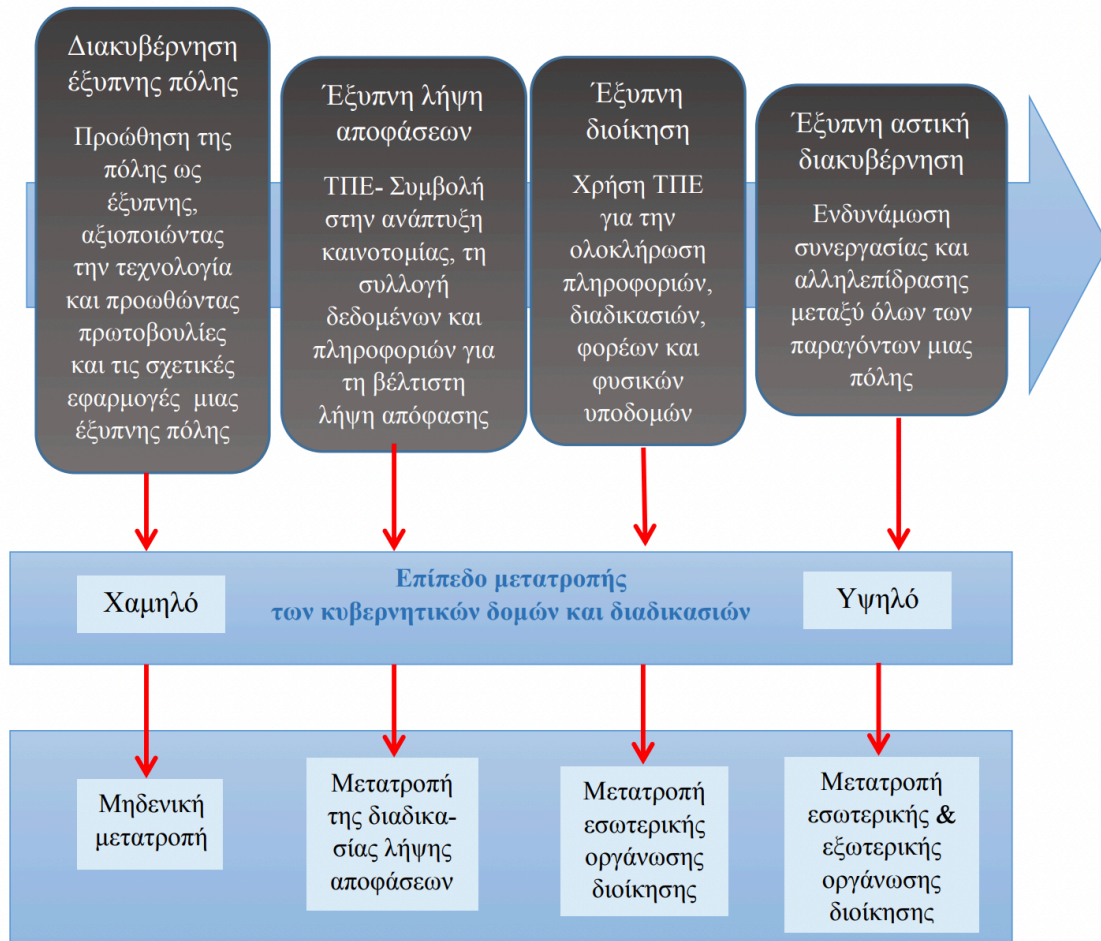 Διακυβέρνηση
έξυπνης πόλης
Προώθηση της
πόλης ως
έξυπνης,
αξιοποιώντας
την τεχνολογία
και προωθώντας
πρωτοβουλίες
και τις σχετικές
εφαρμογές μιας
έξυπνης πόλης
Έξυπνη λήψη
αποφάσεων
ΤΠΕ- Συμβολή
στην ανάπτυξη
καινοτομίας, τη
συλλογή
δεδομένων και
πληροφοριών για
τη βέλτιστη
λήψη απόφασης
Έξυπνη
διοίκηση
Χρήση ΤΠΕ
για την
ολοκλήρωση
πληροφοριών,
διαδικασιών,
φορέων και
φυσικών
υποδομών
Έξυπνη αστική
διακυβέρνηση
Ενδυνάμωση
συνεργασίας και
αλληλεπίδρασης
μεταξύ όλων των
παραγόντων μιας
πόλης
Χαμηλό
Επίπεδο μετατροπής
των κυβερνητικών δομών και διαδικασιών
Υψηλό
Μηδενική
μετατροπή
Μετατροπή
της διαδικα-
σίας λήψης
αποφάσεων
Μετατροπή
εσωτερικής
οργάνωσης
διοίκησης
Μετατροπή
εσωτερικής &
εξωτερικής
οργάνωσης
διοίκησης